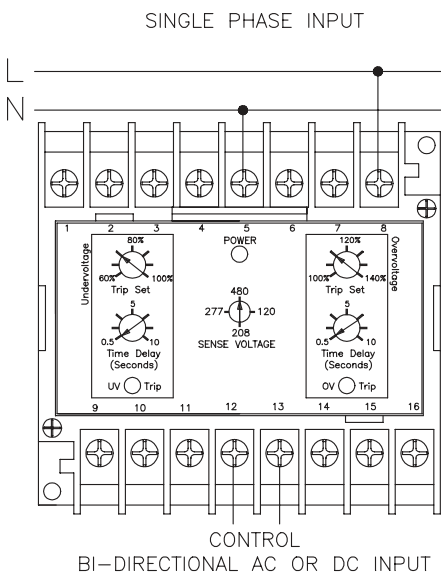 SINGLE PHASE INPUT
L
N
1 2 3 4 5 6 7 8
Undervoltage
80%
60% 100%
Trip Set
5
0.5 10
Time Delay
(Seconds)
UV Trip
POWER
480
277 120
208
SENSE VOLTAGE
Overvoltage
120%
100% 140%
Trip Set
5
0.5 10
Time Delay
(Seconds)
OV Trip
9 10 11 12 13 14 15 16
CONTROL
BI-DIRECTIONAL AC OR DC INPUT